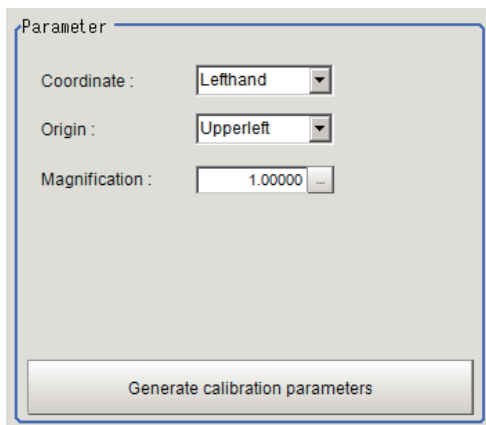 Parameter
Coordinate : Lefthand
Origin : Upperleft
Magnification : 1.00000 ...
Generate calibration parameters